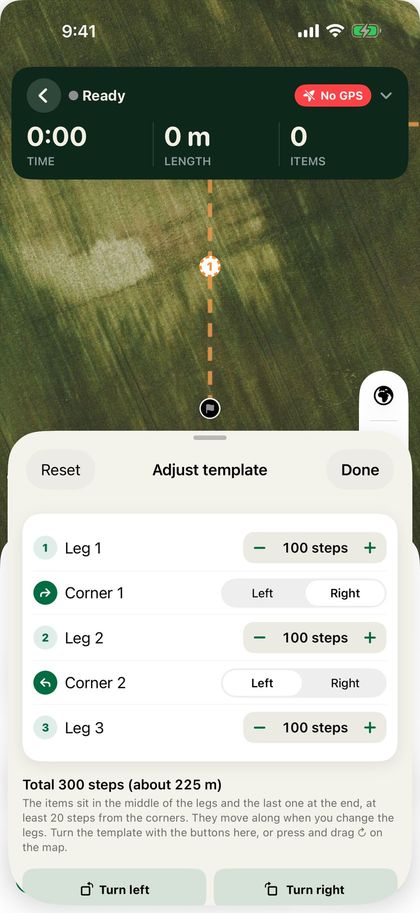 9:41
Ready
No GPS
0:00
0 m
0
TIME
LENGTH
ITEMS
1
Reset
Adjust template
Done
1
Leg 1
− 100 steps +
Corner 1
Left
Right
2
Leg 2
− 100 steps +
Corner 2
Left
Right
3
Leg 3
− 100 steps +
Total 300 steps (about 225 m)
The items sit in the middle of the legs and the last one at the end, at
least 20 steps from the corners. They move along when you change the
legs. Turn the template with the buttons here, or press and drag ↻ on
the map.
Turn left
Turn right